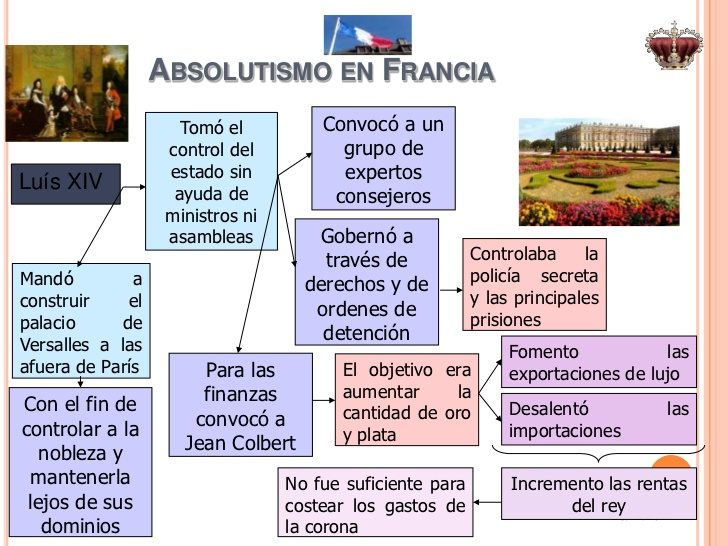 ABSOLUTISMO EN FRANCIA
Luís XIV
Tomó el
control del
estado sin
ayuda de
ministros ni
asambleas
Convocó a un
grupo de
expertos
consejeros
Gobernó a
través de
derechos y de
ordenes de
detención
Controlaba la
policía secreta
y las principales
prisiones
Mandó a
construir el
palacio de
Versalles a las
afuera de París
Con el fin de
controlar a la
nobleza y
mantenerla
lejos de sus
dominios
Para las
finanzas
convocó a
Jean Colbert
El objetivo era
aumentar la
cantidad de oro
y plata
Fomento las
exportaciones de lujo
Desalentó las
importaciones
Incremento las rentas
del rey
No fue suficiente para
costear los gastos de
la corona